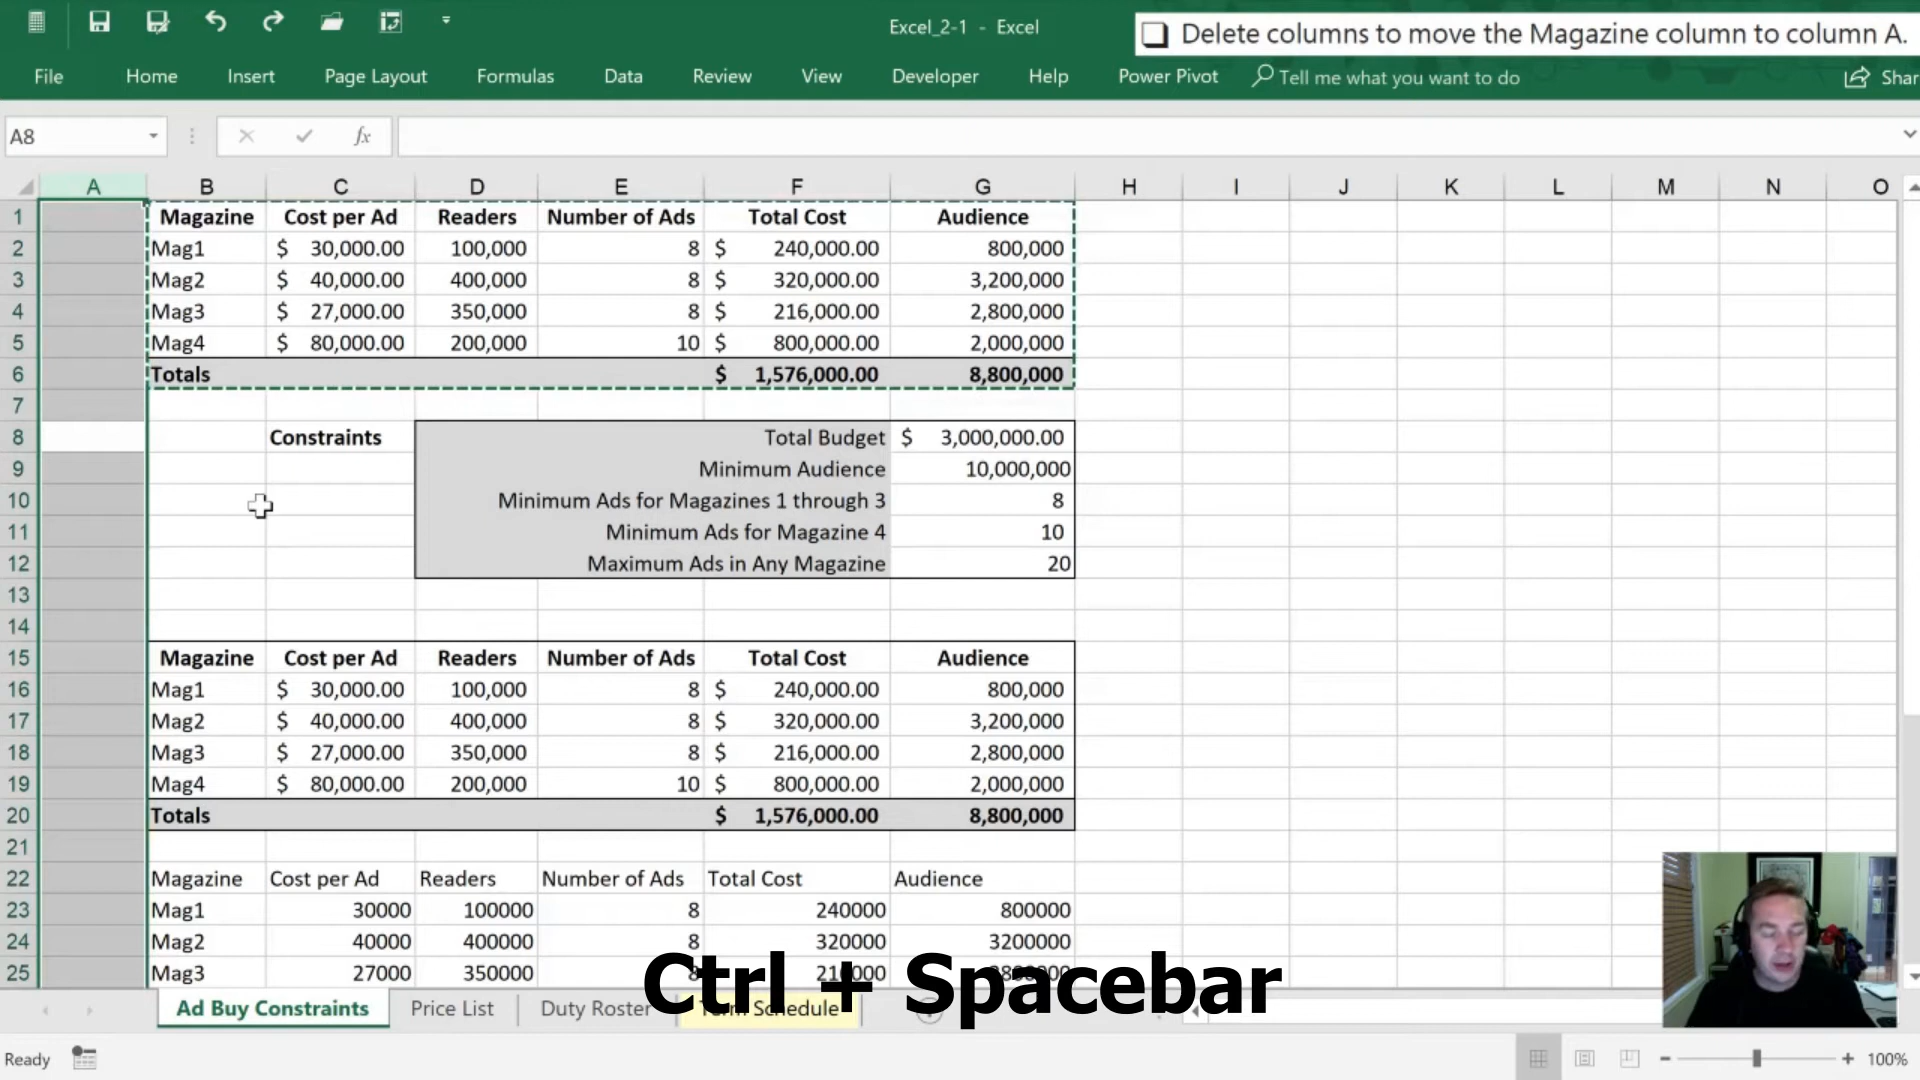 Excel_2-1 - Excel
Delete columns to move the Magazine column to column A.
File Home Insert Page Layout Formulas Data Review View Developer Help Power Pivot Tell me what you want to do Shar
A8 fx
A B C D E F G H I J K L M N O
1 Magazine Cost per Ad Readers Number of Ads Total Cost Audience
2 Mag1 $ 30,000.00 100,000 8 $ 240,000.00 800,000
3 Mag2 $ 40,000.00 400,000 8 $ 320,000.00 3,200,000
4 Mag3 $ 27,000.00 350,000 8 $ 216,000.00 2,800,000
5 Mag4 $ 80,000.00 200,000 10 $ 800,000.00 2,000,000
6 Totals $ 1,576,000.00 8,800,000
7
8 Constraints Total Budget $ 3,000,000.00
9 Minimum Audience 10,000,000
10 Minimum Ads for Magazines 1 through 3 8
11 Minimum Ads for Magazine 4 10
12 Maximum Ads in Any Magazine 20
13
14
15 Magazine Cost per Ad Readers Number of Ads Total Cost Audience
16 Mag1 $ 30,000.00 100,000 8 $ 240,000.00 800,000
17 Mag2 $ 40,000.00 400,000 8 $ 320,000.00 3,200,000
18 Mag3 $ 27,000.00 350,000 8 $ 216,000.00 2,800,000
19 Mag4 $ 80,000.00 200,000 10 $ 800,000.00 2,000,000
20 Totals $ 1,576,000.00 8,800,000
21
22 Magazine Cost per Ad Readers Number of Ads Total Cost Audience
23 Mag1 30000 100000 8 240000 800000
24 Mag2 40000 400000 8 320000 3200000
25 Mag3 27000 350000
Ctrl + Spacebar
Ad Buy Constraints Price List Duty Roster Schedule
Ready 100%